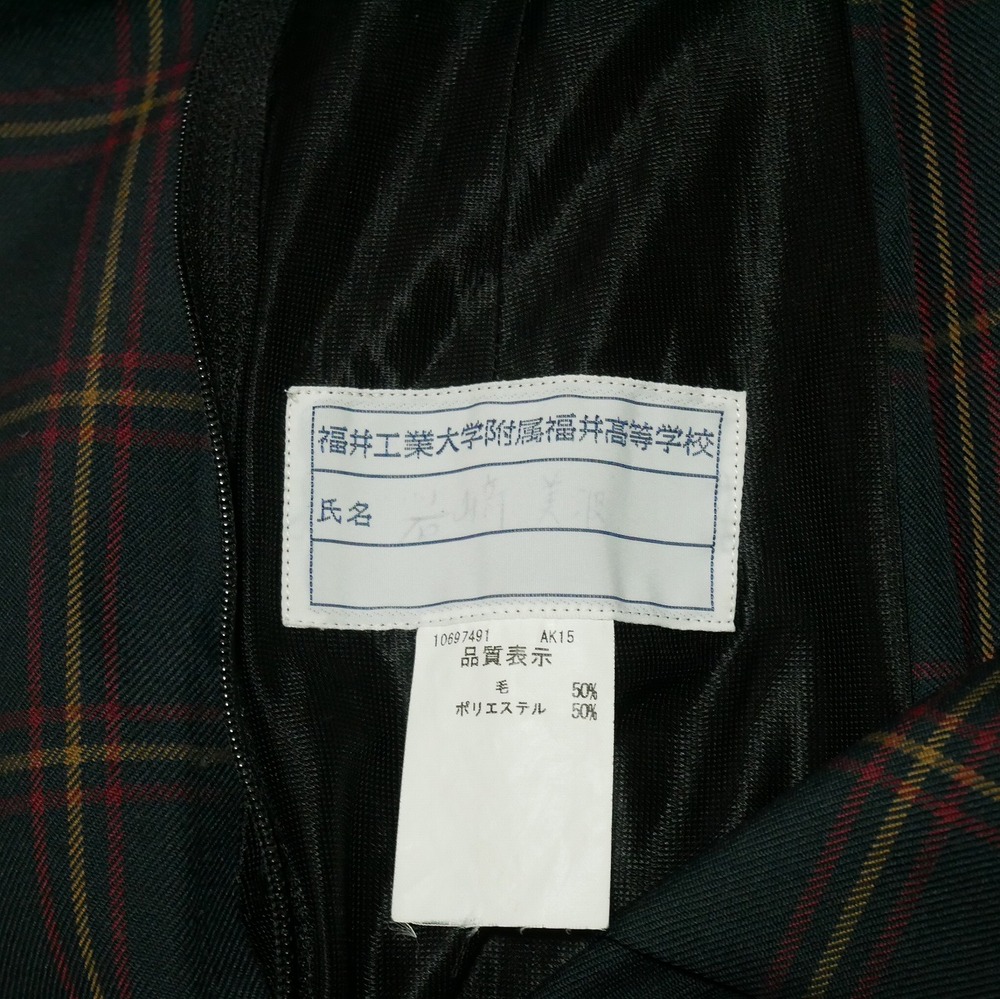 福井工業大学附属福井高等学校
氏名
10697491 AK15
品質表示
毛 50%
ポリエステル 50%